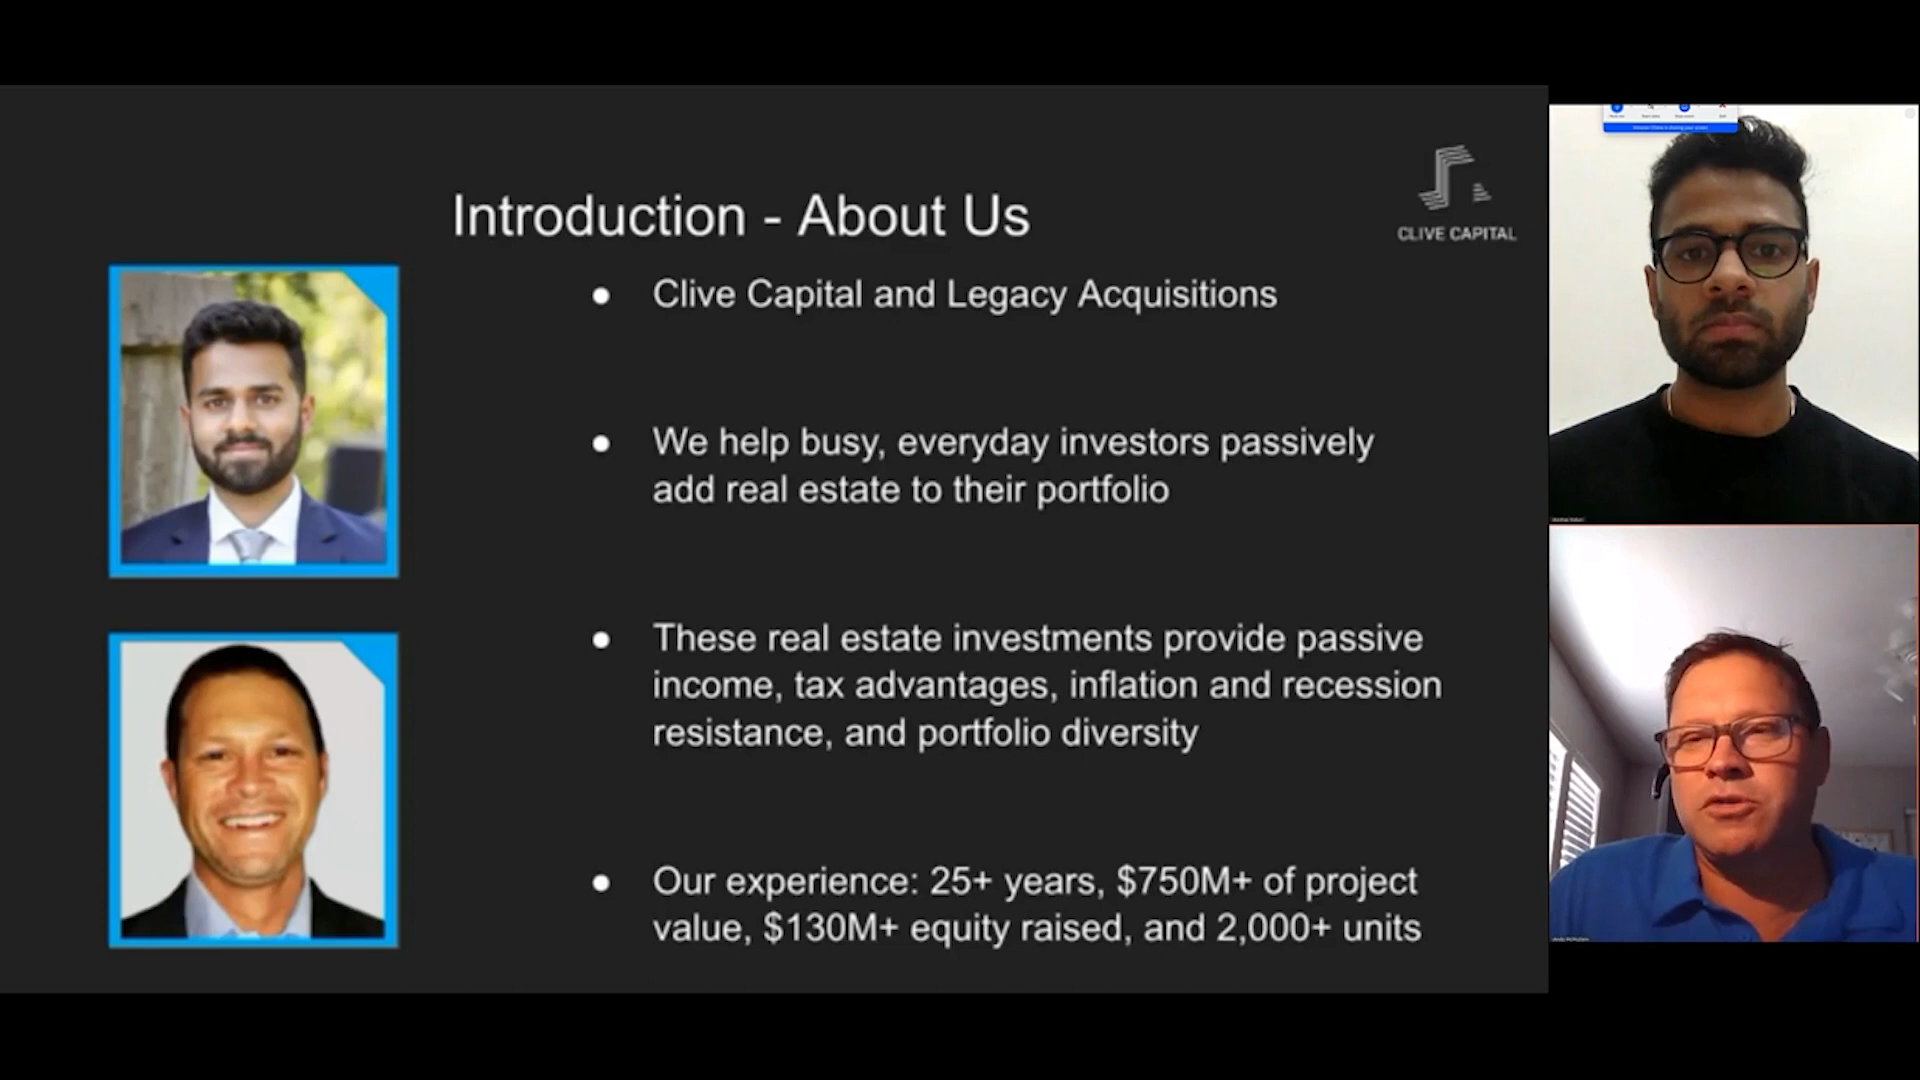 Introduction - About Us
CLIVE CAPITAL
● Clive Capital and Legacy Acquisitions
● We help busy, everyday investors passively
add real estate to their portfolio
● These real estate investments provide passive
income, tax advantages, inflation and recession
resistance, and portfolio diversity
● Our experience: 25+ years, $750M+ of project
value, $130M+ equity raised, and 2,000+ units